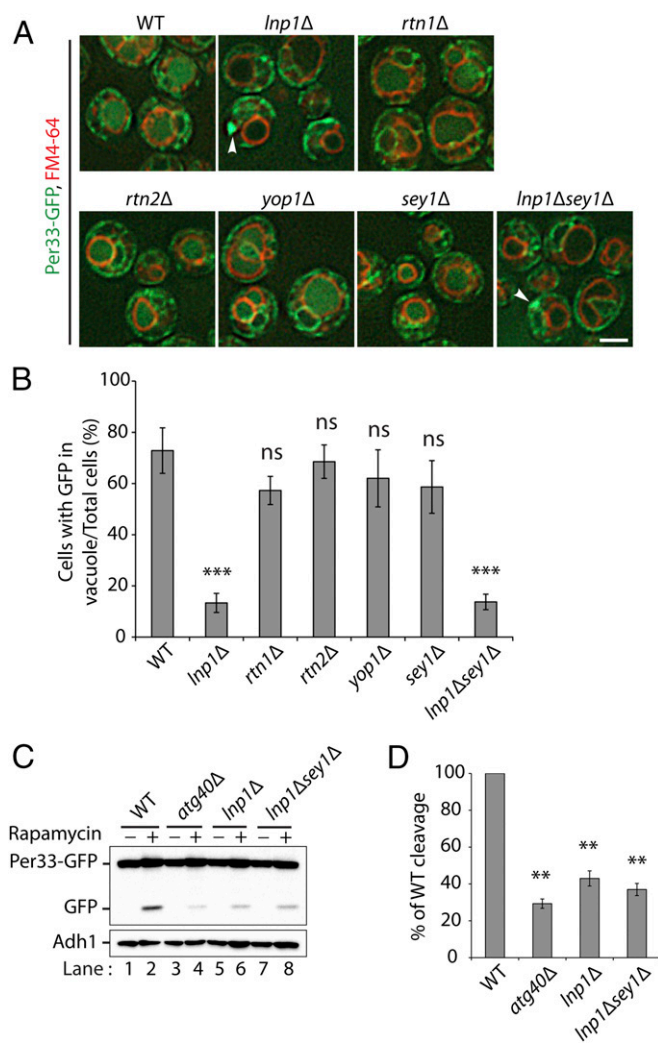 A
WT
lnp1Δ
rtn1Δ
Per33-GFP, FM4-64
rtn2Δ
yop1Δ
sey1Δ
lnp1Δsey1Δ
B
Cells with GFP in
vacuole/Total cells (%)
100
80
60
40
20
0
***
ns
ns
ns
ns
***
WT
lnp1Δ
rtn1Δ
rtn2Δ
yop1Δ
sey1Δ
lnp1Δsey1Δ
C
WT
atg40Δ
lnp1Δ
lnp1Δsey1Δ
Rapamycin − + − + − + − +
Per33-GFP
GFP
Adh1
Lane : 1 2 3 4 5 6 7 8
D
% of WT cleavage
100
80
60
40
20
0
**
**
**
WT
atg40Δ
lnp1Δ
lnp1Δsey1Δ